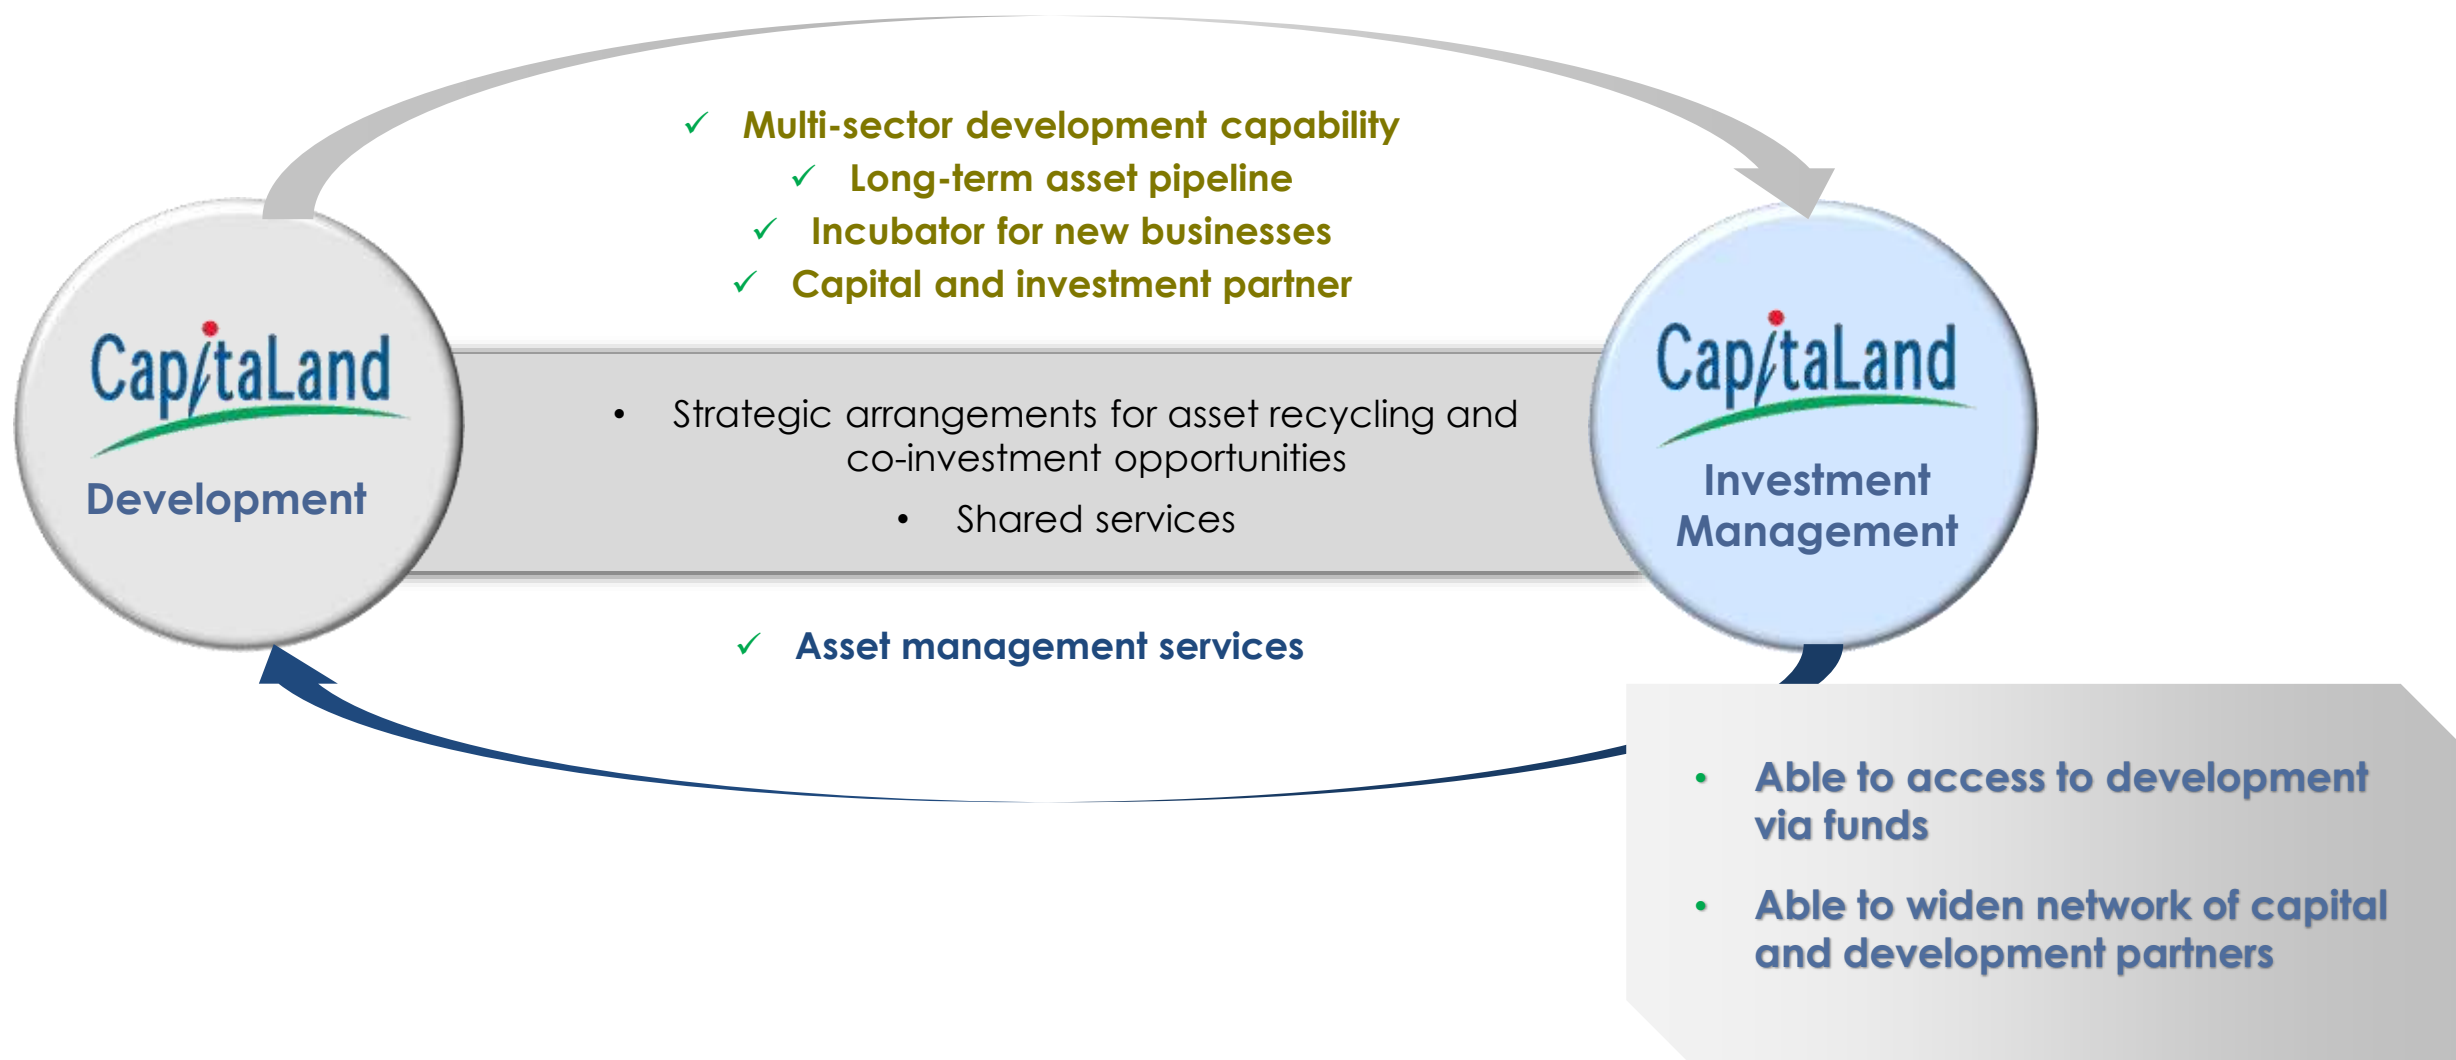 ✓ Multi-sector development capability
✓ Long-term asset pipeline
✓ Incubator for new businesses
✓ Capital and investment partner
CapitaLand
Development
• Strategic arrangements for asset recycling and
co-investment opportunities
• Shared services
CapitaLand
Investment
Management
✓ Asset management services
• Able to access to development
via funds
• Able to widen network of capital
and development partners